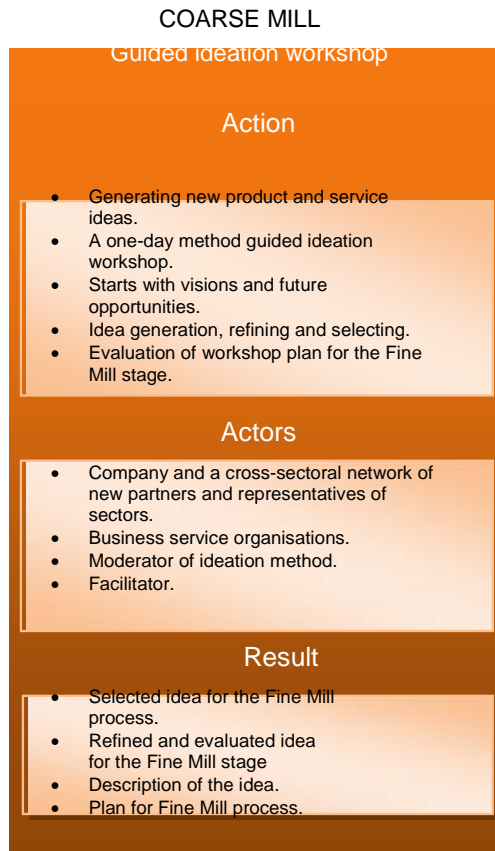 COARSE MILL
Guided ideation workshop
Action
• Generating new product and service
ideas.
• A one-day method guided ideation
workshop.
• Starts with visions and future
opportunities.
• Idea generation, refining and selecting.
• Evaluation of workshop plan for the Fine
Mill stage.
Actors
• Company and a cross-sectoral network of
new partners and representatives of
sectors.
• Business service organisations.
• Moderator of ideation method.
• Facilitator.
Result
• Selected idea for the Fine Mill
process.
• Refined and evaluated idea
for the Fine Mill stage
• Description of the idea.
• Plan for Fine Mill process.